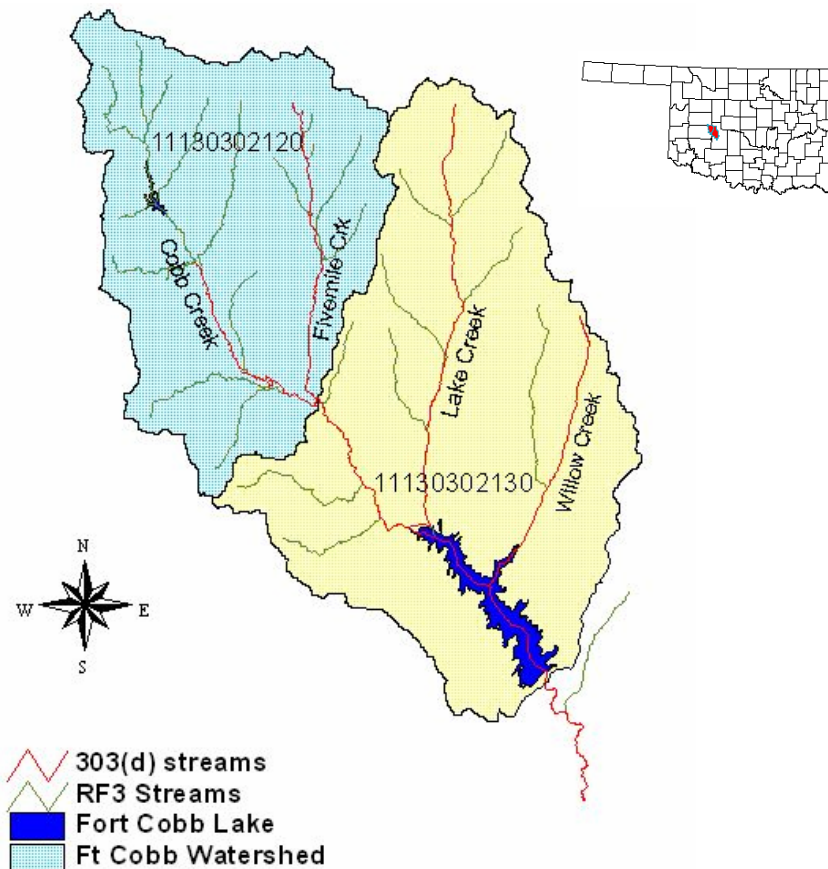 11130302120
Cobb Creek
Fivemile Crk
Lake Creek
Willow Creek
11130302130
N
W E
S
303(d) streams
RF3 Streams
Fort Cobb Lake
Ft Cobb Watershed